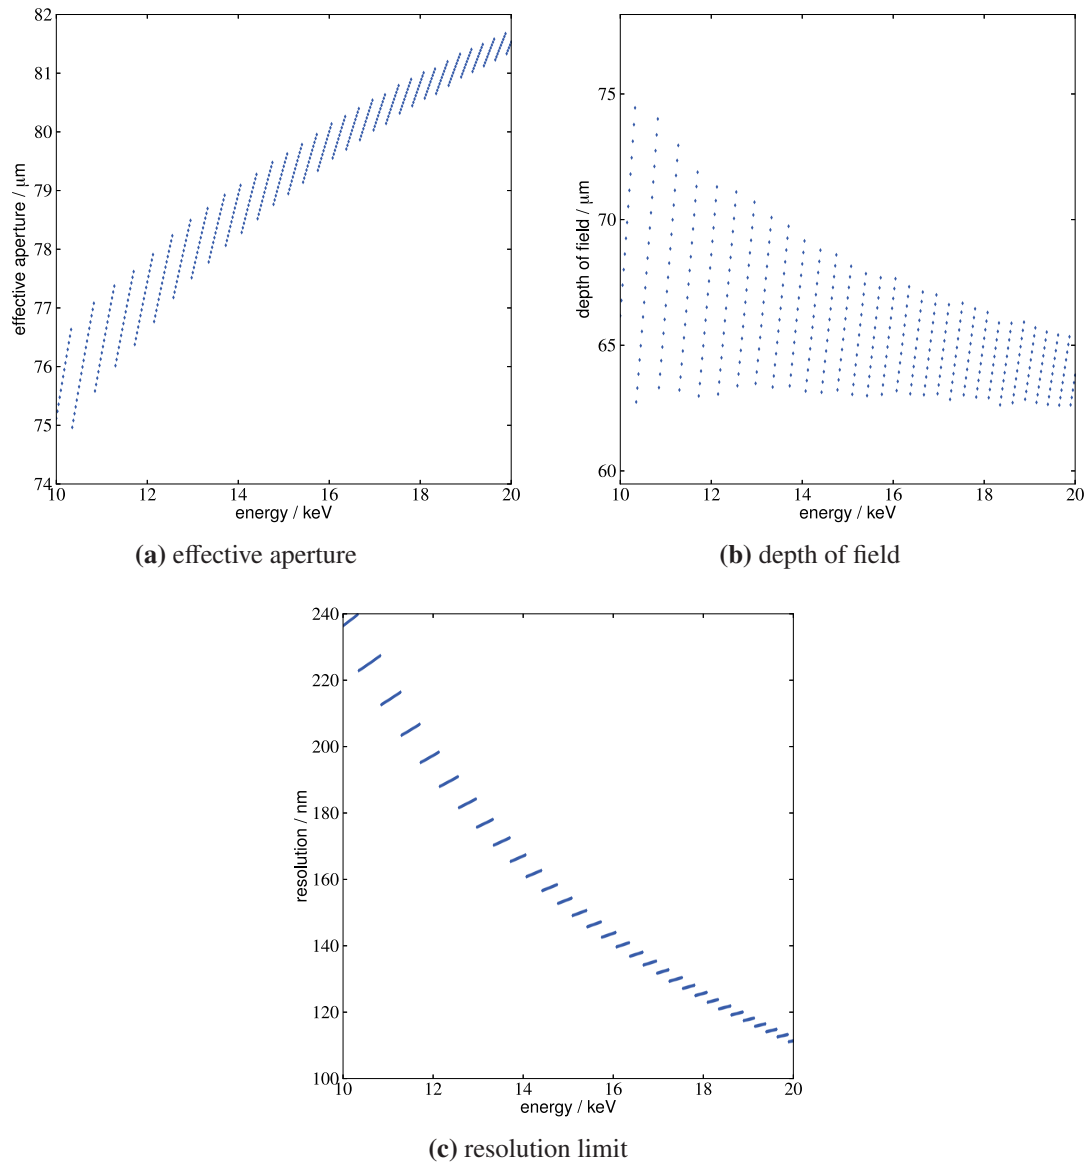 82
81
80
79
78
77
76
75
74
effective aperture / μm
10 12 14 16 18 20
energy / keV
(a) effective aperture
75
70
65
60
depth of field / μm
10 12 14 16 18 20
energy / keV
(b) depth of field
240
220
200
180
160
140
120
100
resolution / nm
10 12 14 16 18 20
energy / keV
(c) resolution limit